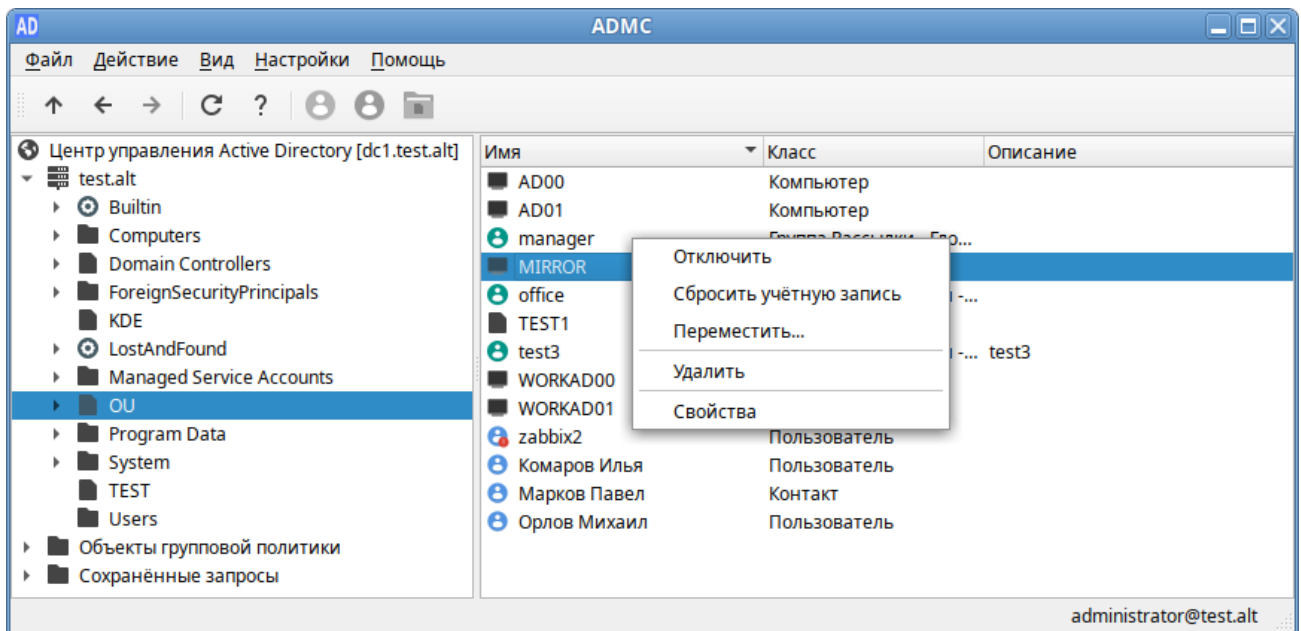 AD ADMC
Файл Действие Вид Настройки Помощь
?
Центр управления Active Directory [dc1.test.alt]
test.alt
Builtin
Computers
Domain Controllers
ForeignSecurityPrincipals
KDE
LostAndFound
Managed Service Accounts
OU
Program Data
System
TEST
Users
Объекты групповой политики
Сохранённые запросы
Имя Класс Описание
AD00 Компьютер
AD01 Компьютер
manager Группа Рассылки - Гло...
MIRROR
office -...
TEST1
test3 -... test3
WORKAD00
WORKAD01
zabbix2 Пользователь
Комаров Илья Пользователь
Марков Павел Контакт
Орлов Михаил Пользователь
Отключить
Сбросить учётную запись
Переместить...
Удалить
Свойства
administrator@test.alt